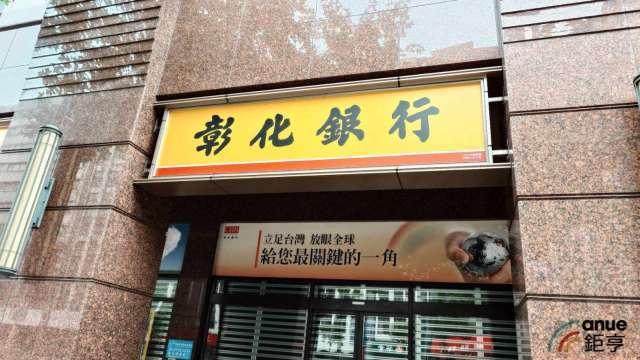 彰化銀行
立足台灣 放眼全球
給您最關鍵的一角
anue
鉅亨